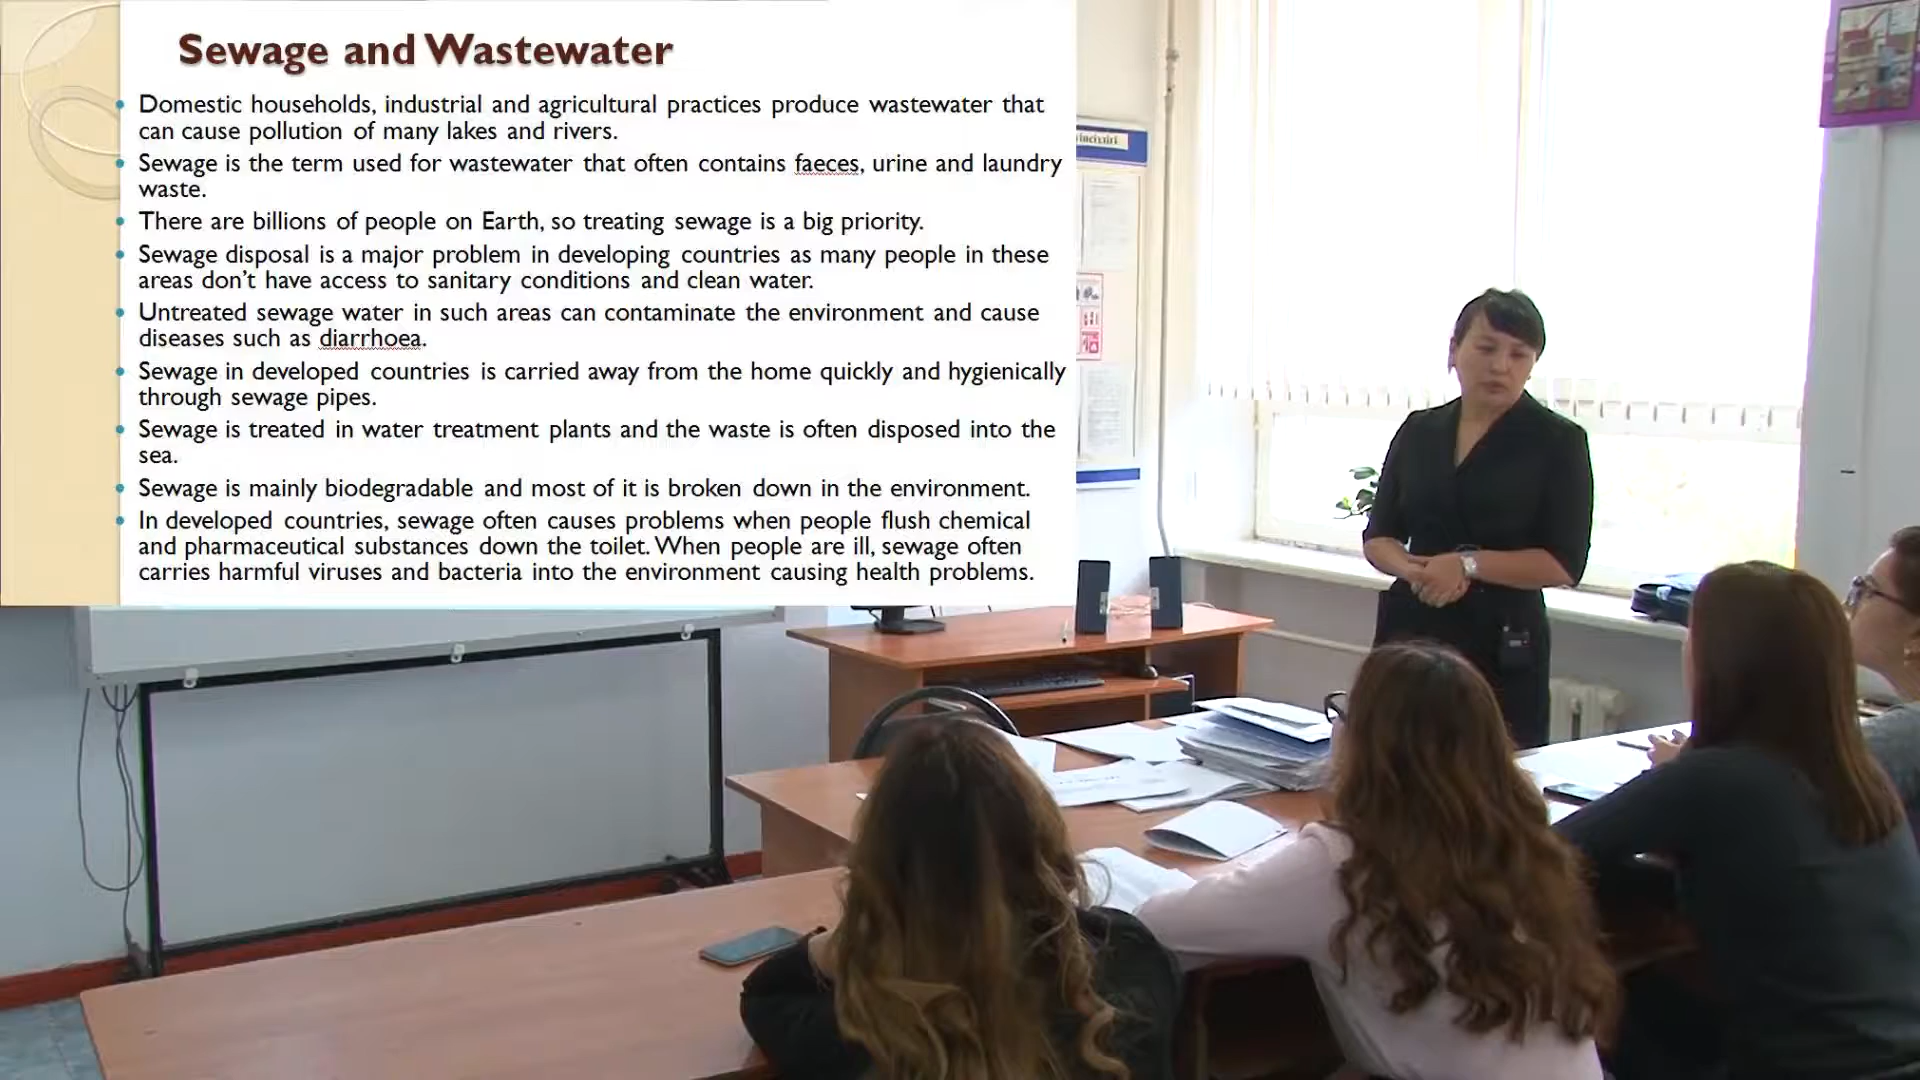 Sewage and Wastewater
Domestic households, industrial and agricultural practices produce wastewater that
can cause pollution of many lakes and rivers.
Sewage is the term used for wastewater that often contains faeces, urine and laundry
waste.
There are billions of people on Earth, so treating sewage is a big priority.
Sewage disposal is a major problem in developing countries as many people in these
areas don't have access to sanitary conditions and clean water.
Untreated sewage water in such areas can contaminate the environment and cause
diseases such as diarrhoea.
Sewage in developed countries is carried away from the home quickly and hygienically
through sewage pipes.
Sewage is treated in water treatment plants and the waste is often disposed into the
sea.
Sewage is mainly biodegradable and most of it is broken down in the environment.
In developed countries, sewage often causes problems when people flush chemical
and pharmaceutical substances down the toilet. When people are ill, sewage often
carries harmful viruses and bacteria into the environment causing health problems.